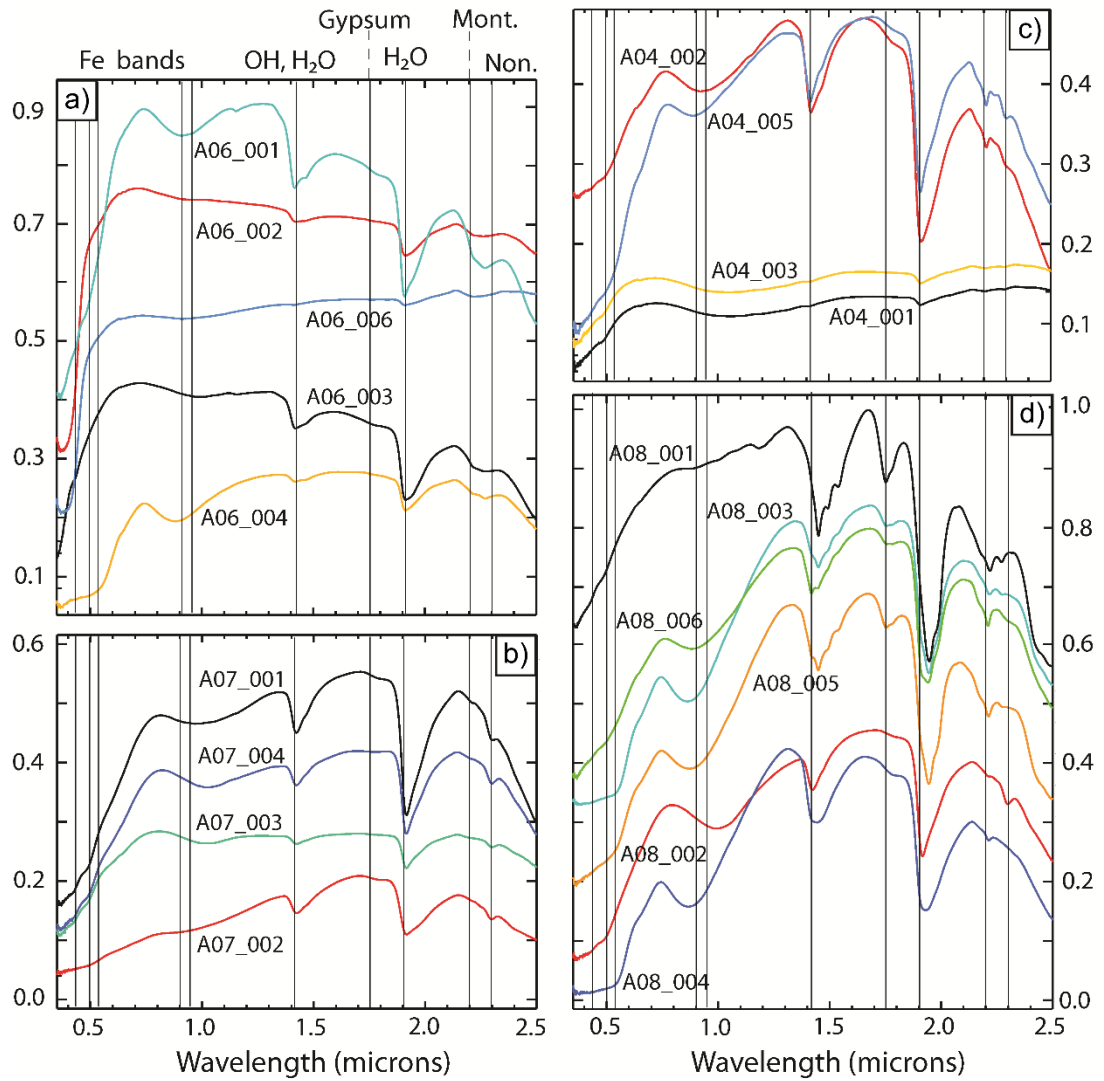 Gypsum Mont.
Fe bands OH, H₂O H₂O Non.
a)
0.9
0.7
0.5
0.3
0.1
A06_001
A06_002
A06_006
A06_003
A06_004
b)
0.6
0.4
0.2
0.0
A07_001
A07_004
A07_003
A07_002
0.5 1.0 1.5 2.0 2.5
Wavelength (microns)
c)
0.4
0.3
0.2
0.1
A04_002
A04_005
A04_003
A04_001
d)
1.0
0.8
0.6
0.4
0.2
0.0
A08_001
A08_003
A08_006
A08_005
A08_002
A08_004
0.5 1.0 1.5 2.0 2.5
Wavelength (microns)